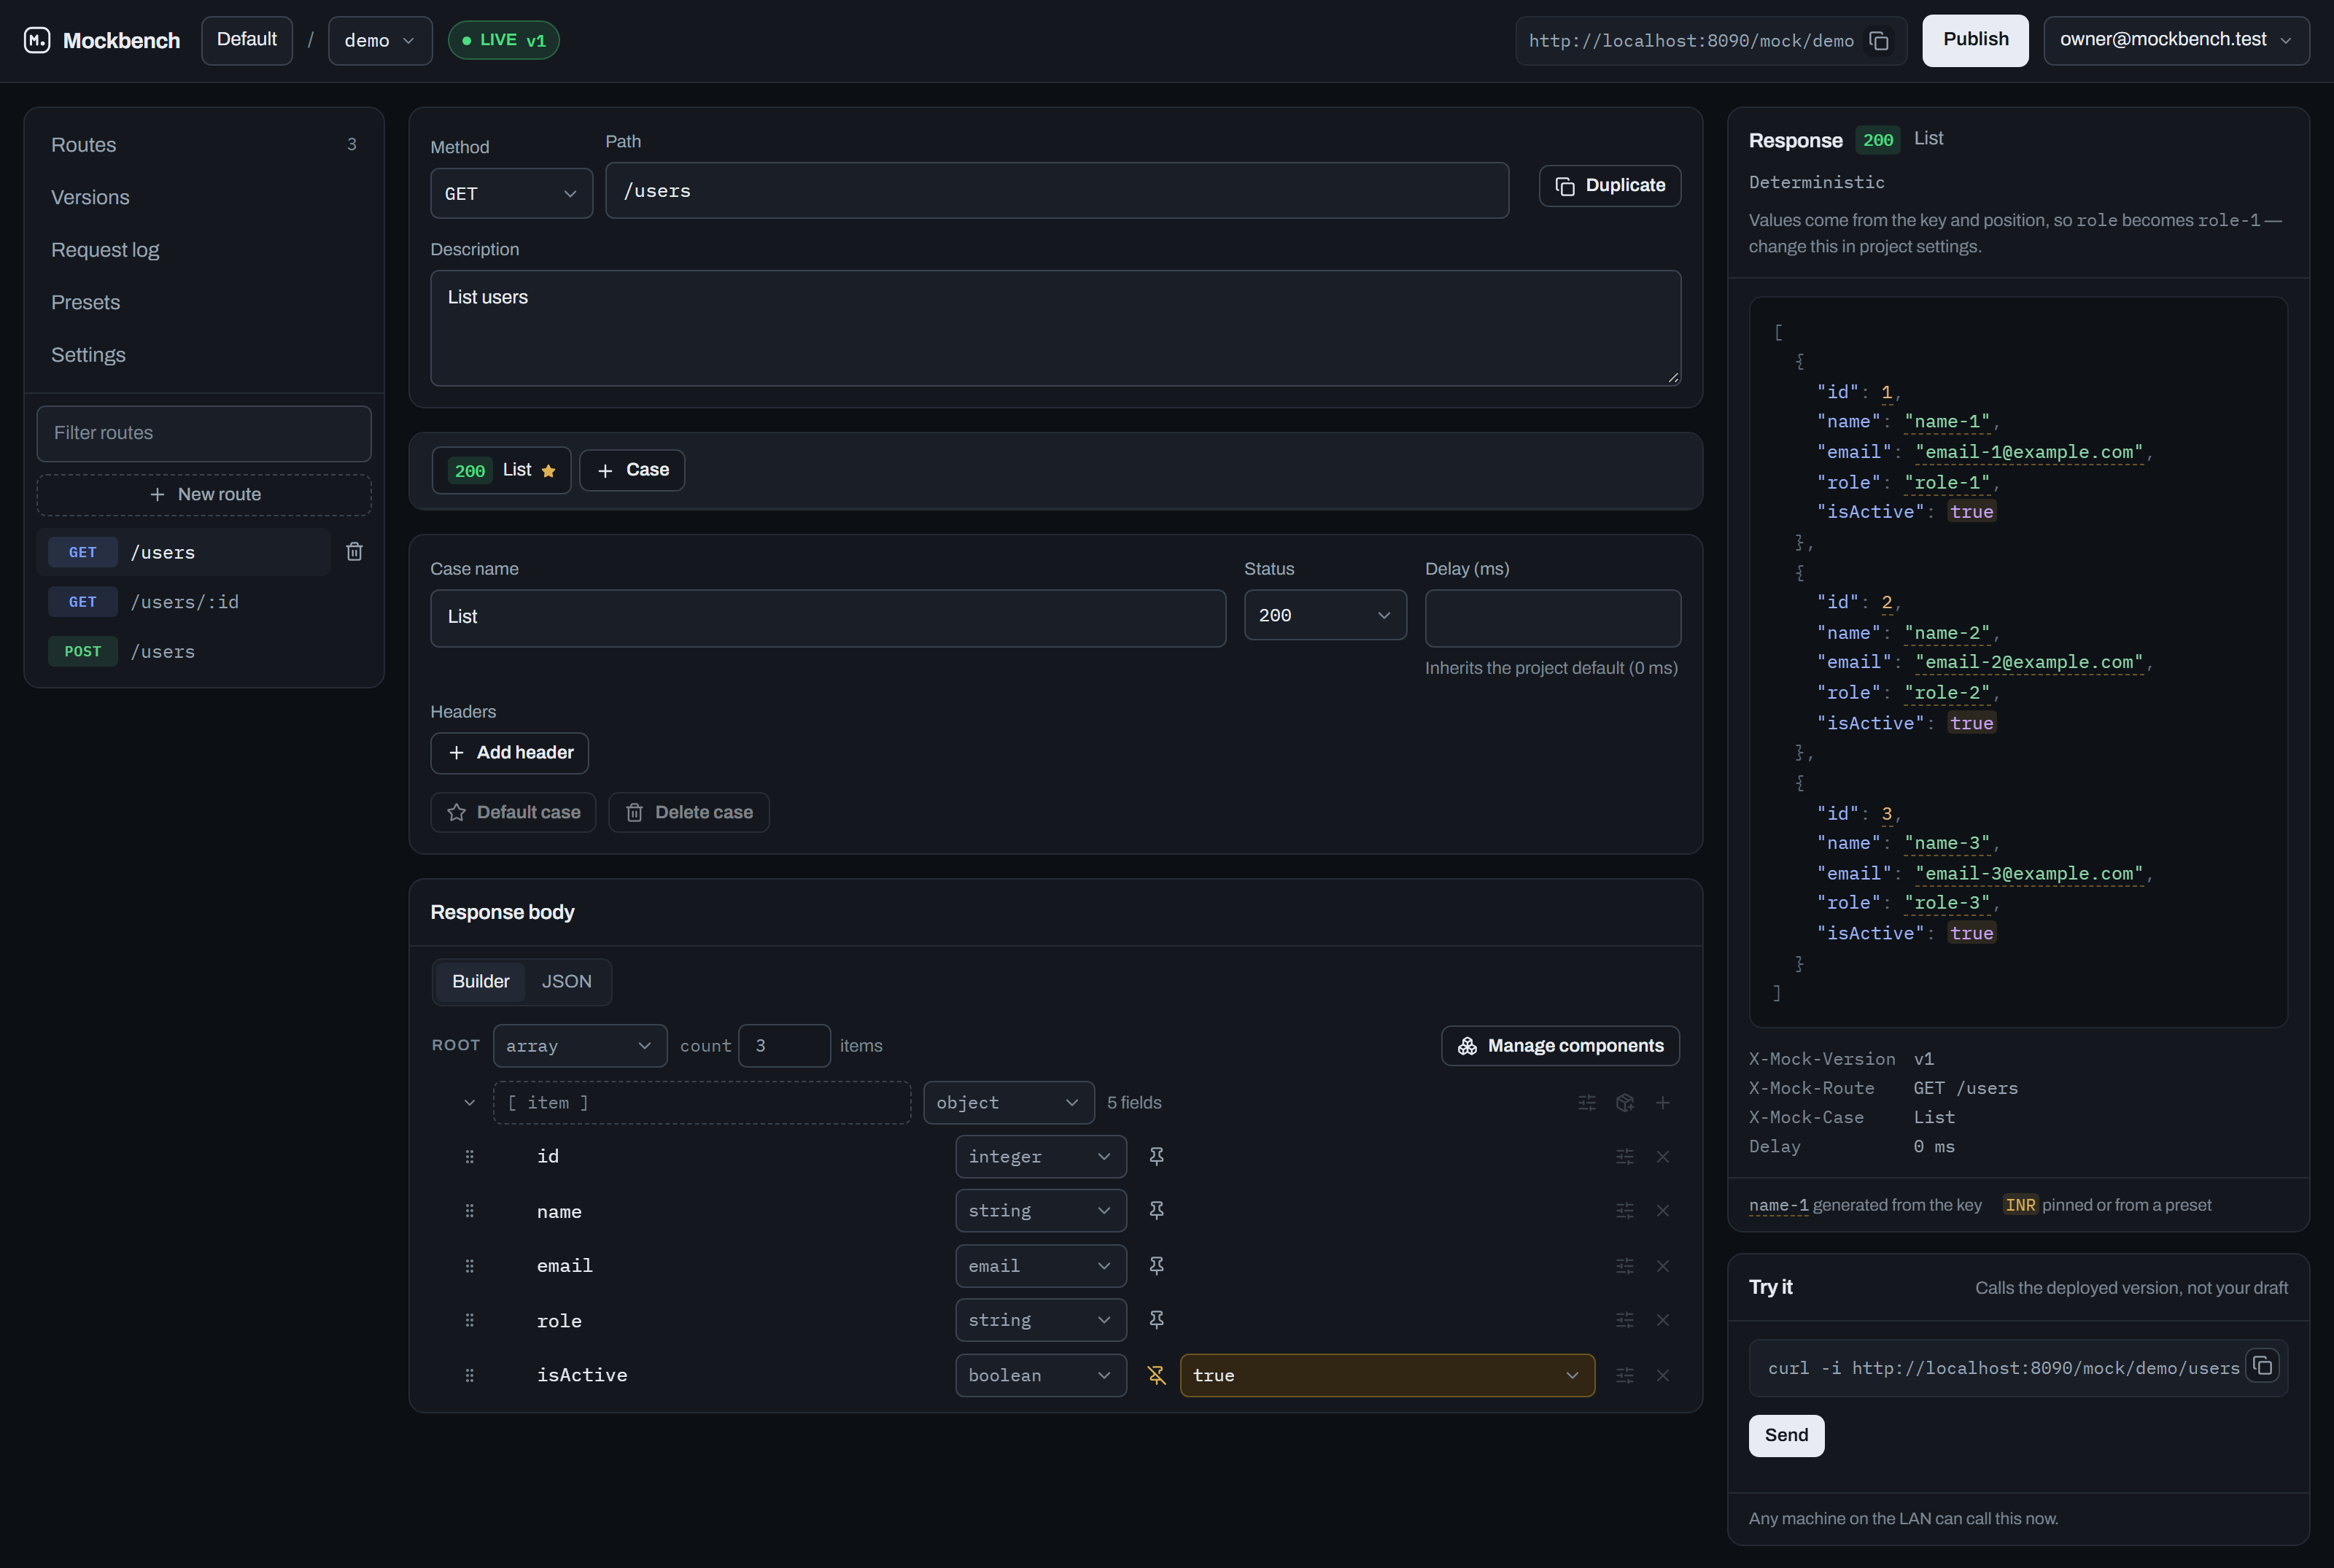 M. Mockbench Default / demo LIVE v1 http://localhost:8090/mock/demo Publish owner@mockbench.test
Routes 3
Versions
Request log
Presets
Settings
Filter routes
+ New route
GET /users
GET /users/:id
POST /users
Method
GET
Path
/users
Duplicate
Description
List users
200 List + Case
Case name
List
Status
200
Delay (ms)
Inherits the project default (0 ms)
Headers
+ Add header
Default case Delete case
Response body
Builder JSON
ROOT array count 3 items Manage components
[ item ] object 5 fields
id integer
name string
email email
role string
isActive boolean true
Response 200 List
Deterministic
Values come from the key and position, so role becomes role-1 —
change this in project settings.
[
{
"id": 1,
"name": "name-1",
"email": "email-1@example.com",
"role": "role-1",
"isActive": true
},
{
"id": 2,
"name": "name-2",
"email": "email-2@example.com",
"role": "role-2",
"isActive": true
},
{
"id": 3,
"name": "name-3",
"email": "email-3@example.com",
"role": "role-3",
"isActive": true
}
]
X-Mock-Version v1
X-Mock-Route GET /users
X-Mock-Case List
Delay 0 ms
name-1 generated from the key INR pinned or from a preset
Try it Calls the deployed version, not your draft
curl -i http://localhost:8090/mock/demo/users
Send
Any machine on the LAN can call this now.